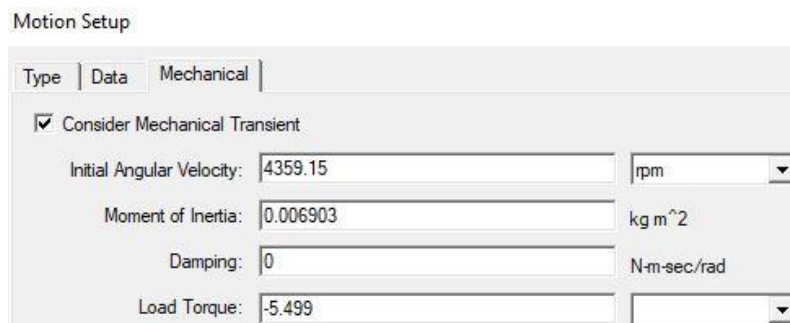 Motion Setup
Type Data Mechanical
Consider Mechanical Transient
Initial Angular Velocity: 4359.15 rpm
Moment of Inertia: 0.006903 kg m^2
Damping: 0 N-m-sec/rad
Load Torque: -5.499